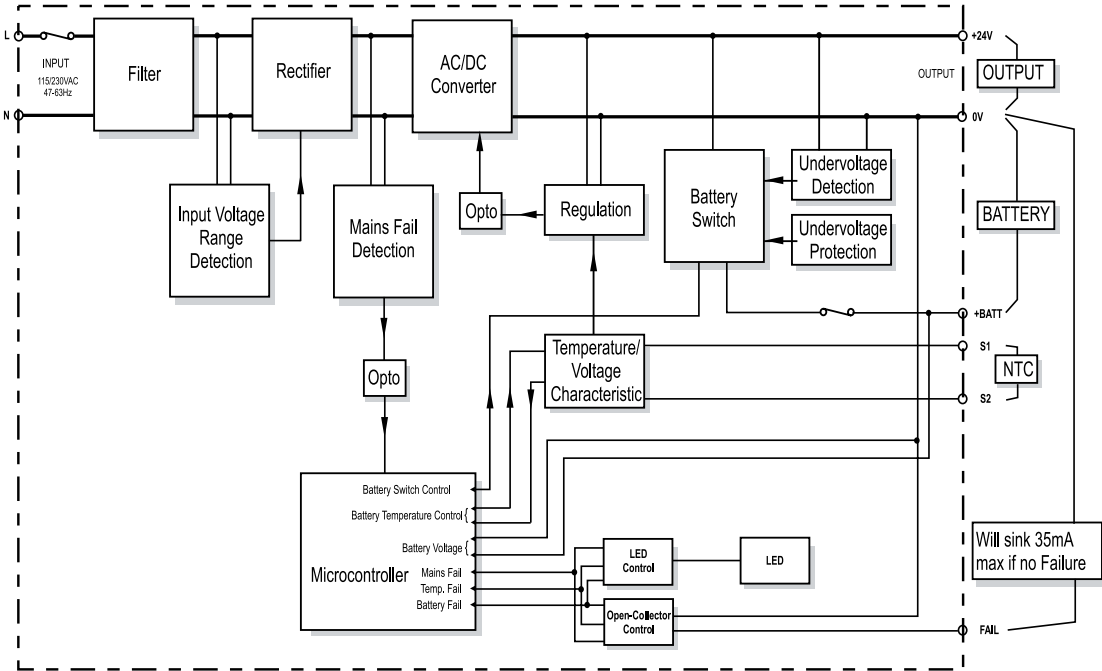 L
INPUT
115/230VAC
47-63Hz
N
Filter
Rectifier
AC/DC
Converter
OUTPUT
+24V
OUTPUT
0V
Input Voltage
Range
Detection
Mains Fail
Detection
Opto
Regulation
Battery
Switch
Undervoltage
Detection
Undervoltage
Protection
BATTERY
+BATT
Opto
Temperature/
Voltage
Characteristic
S1
NTC
S2
Microcontroller
Battery Switch Control
Battery Temperature Control {
Battery Voltage {
Mains Fail
Temp. Fail
Battery Fail
LED
Control
LED
Open-Collector
Control
Will sink 35mA
max if no Failure
FAIL